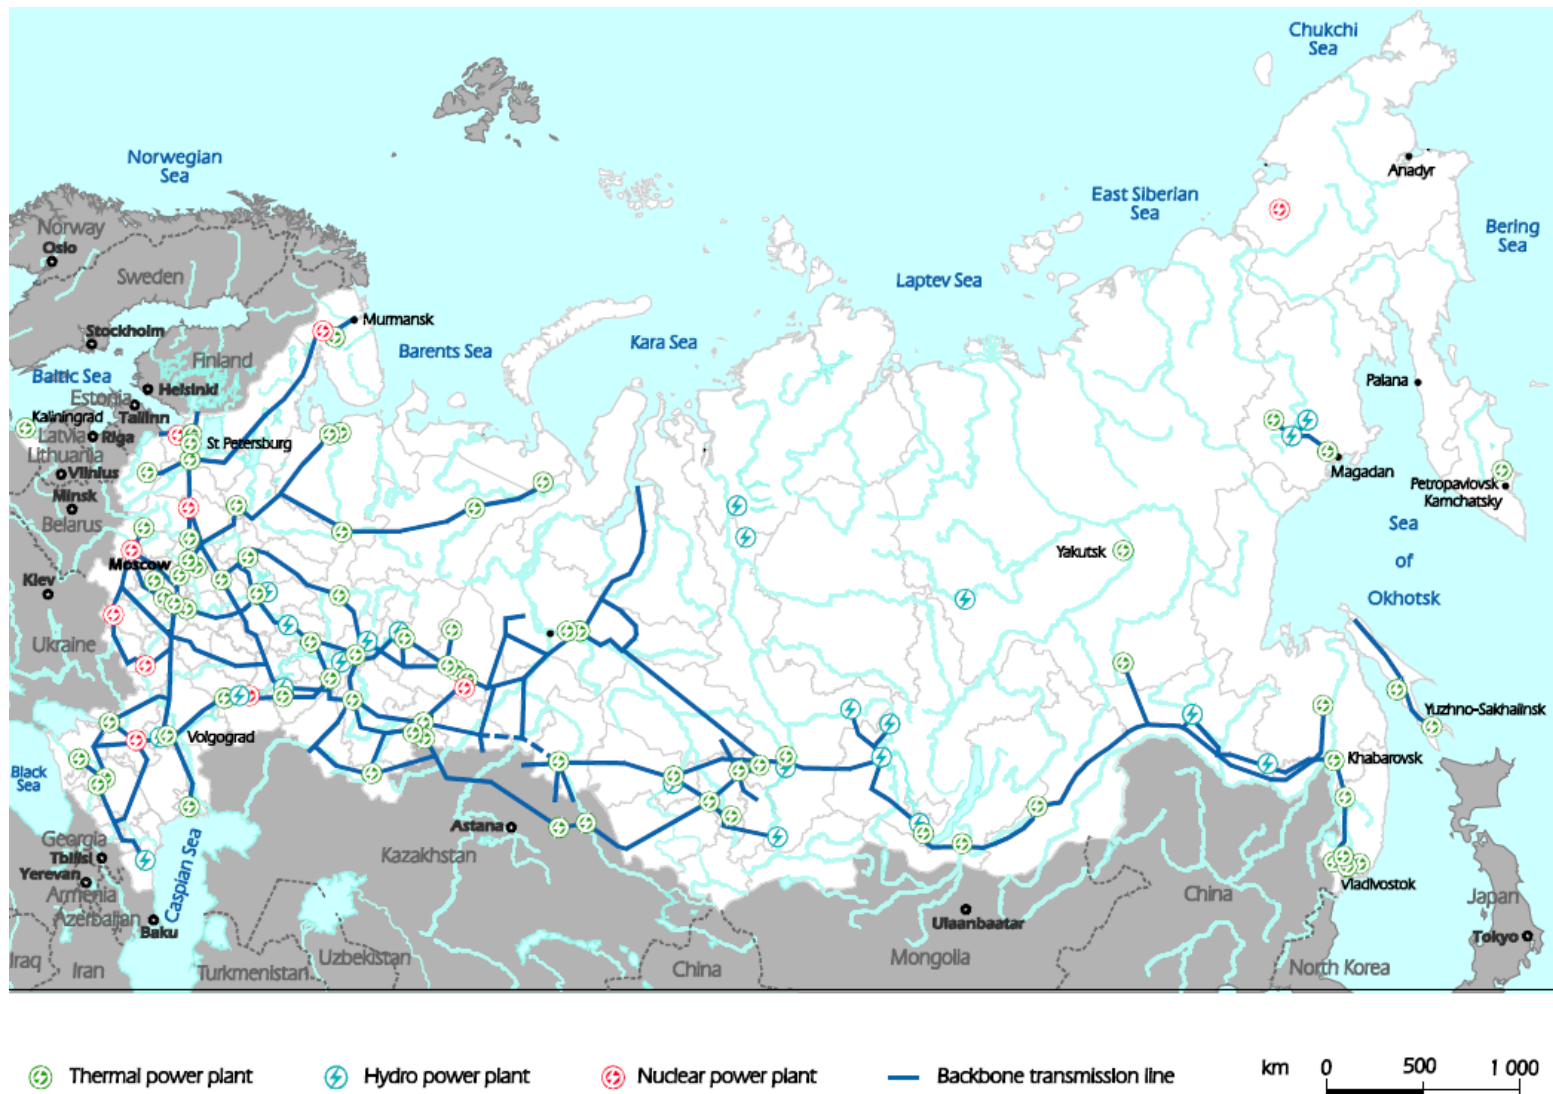 Chukchi
Sea
Norwegian
Sea
Anadyr
East Siberian
Sea
Bering
Sea
Norway
Oslo
Sweden
Laptev Sea
Murmansk
Stockholm
Finland
Barents Sea
Kara Sea
Baltic Sea
Helsinki
Palana
Estonia
Tallinn
Kaliningrad
Latvia
Riga
St Petersburg
Lithuania
Vilnius
Magadan
Petropavlovsk
Kamchatsky
Minsk
Belarus
Sea
of
Okhotsk
Yakutsk
Moscow
Kiev
Ukraine
Yuzhno-Sakhalinsk
Volgograd
Khabarovsk
Black
Sea
Astana
Kazakhstan
Georgia
Tbilisi
Yerevan
Armenia
Azerbaijan
Baku
Caspian Sea
Vladivostok
China
Japan
Ulaanbaatar
Tokyo
Iraq
Iran
Turkmenistan
Uzbekistan
China
Mongolia
North Korea
Thermal power plant
Hydro power plant
Nuclear power plant
Backbone transmission line
km
0
500
1 000